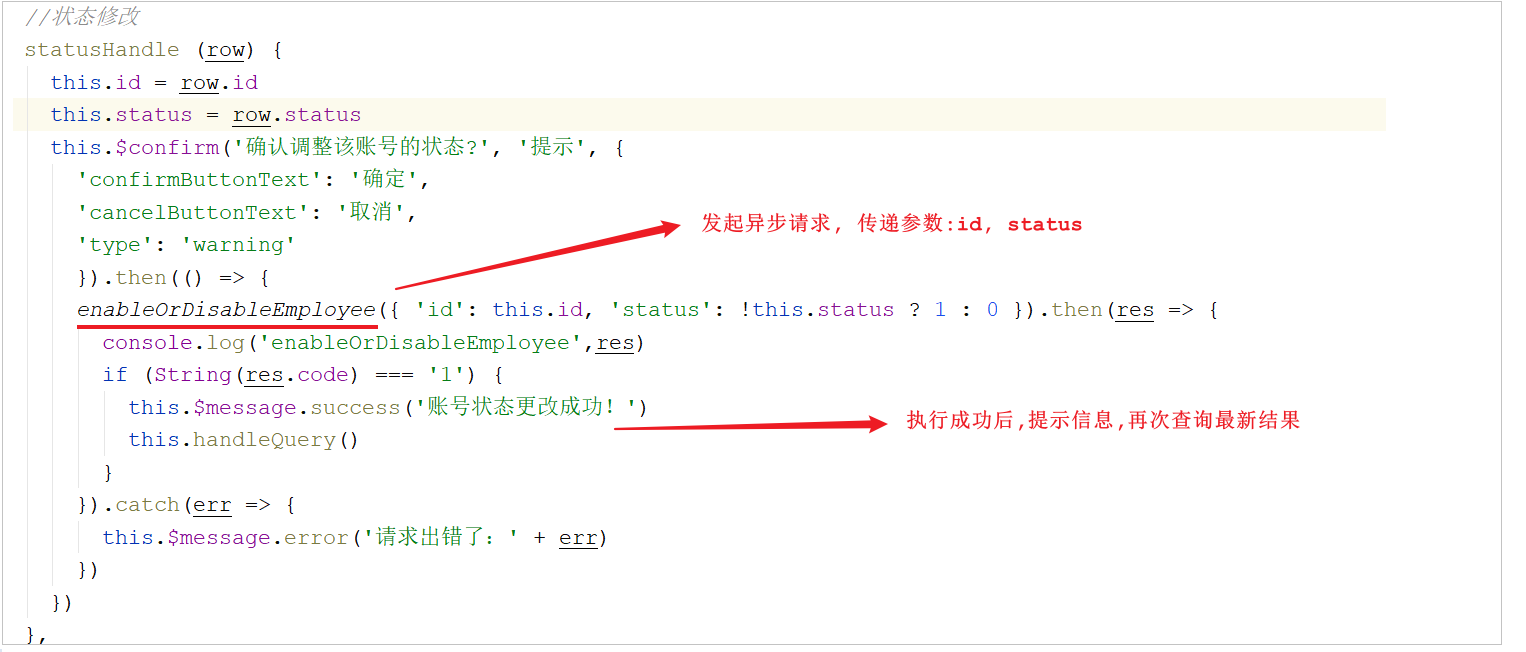 //状态修改
statusHandle (row) {
this.id = row.id
this.status = row.status
this.$confirm('确认调整该账号的状态?', '提示', {
'confirmButtonText': '确定',
'cancelButtonText': '取消',
'type': 'warning'
发起异步请求, 传递参数:id, status
}).then(() => {
enableOrDisableEmployee({ 'id': this.id, 'status': !this.status ? 1 : 0 }).then(res => {
console.log('enableOrDisableEmployee',res)
if (String(res.code) === '1') {
this.$message.success('账号状态更改成功！')
执行成功后,提示信息,再次查询最新结果
this.handleQuery()
}
}).catch(err => {
this.$message.error('请求出错了：' + err)
})
})
},